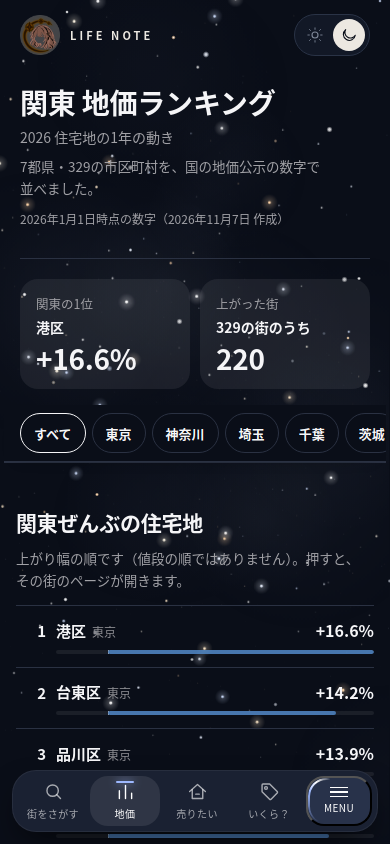 LIFE NOTE
関東 地価ランキング
2026 住宅地の1年の動き
7都県・329の市区町村を、国の地価公示の数字で
並べました。
2026年1月1日時点の数字（2026年11月7日 作成）
関東の1位
港区
+16.6%
上がった街
329の街のうち
220
すべて 東京 神奈川 埼玉 千葉 茨城
関東ぜんぶの住宅地
上がり幅の順です（値段の順ではありません）。押すと、
その街のページが開きます。
1 港区 東京 +16.6%
2 台東区 東京 +14.2%
3 品川区 東京 +13.9%
街をさがす 地価 売りたい いくら？ MENU